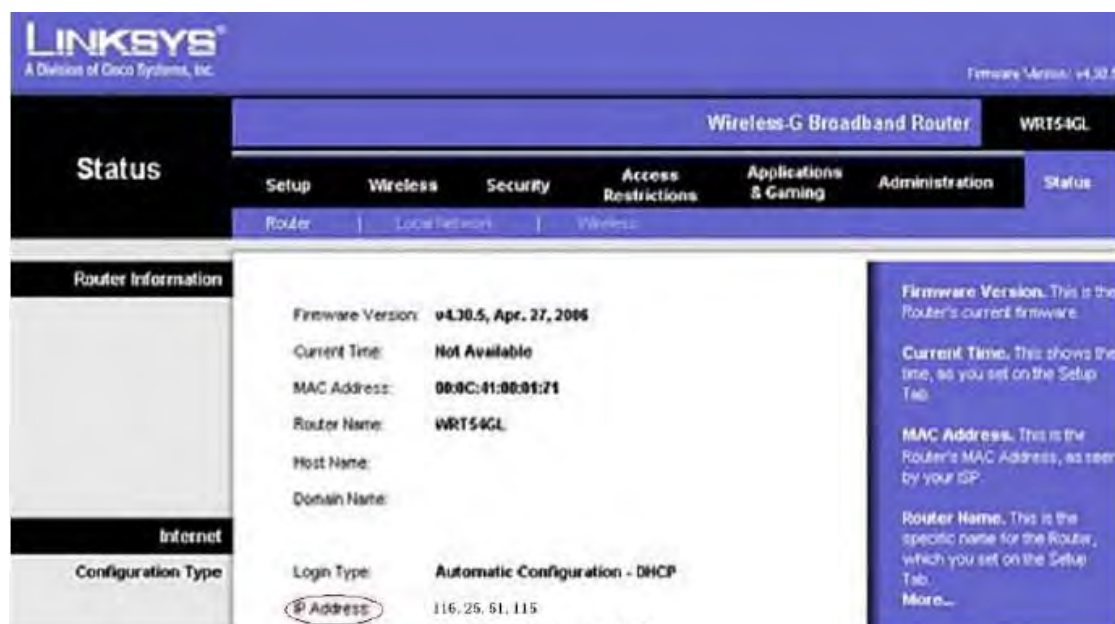 LINKSYS®
A Division of Cisco Systems, Inc.
Firmware Version: v4.30.5
Wireless-G Broadband Router
WRT54GL
Status
Setup
Wireless
Security
Access Restrictions
Applications & Gaming
Administration
Status
Router | Local Network | Wireless
Router Information
Firmware Version: v4.30.5, Apr. 27, 2006
Current Time: Not Available
MAC Address: 00:0C:41:00:01:71
Router Name: WRT54GL
Host Name:
Domain Name:
Internet
Configuration Type
Login Type: Automatic Configuration - DHCP
IP Address: 116.25.51.115
Firmware Version. This is the
Router's current firmware.
Current Time. This shows the
time, as you set on the Setup
Tab.
MAC Address. This is the
Router's MAC Address, as seen
by your ISP.
Router Name. This is the
specific name for the Router,
which you set on the Setup
Tab.
More...